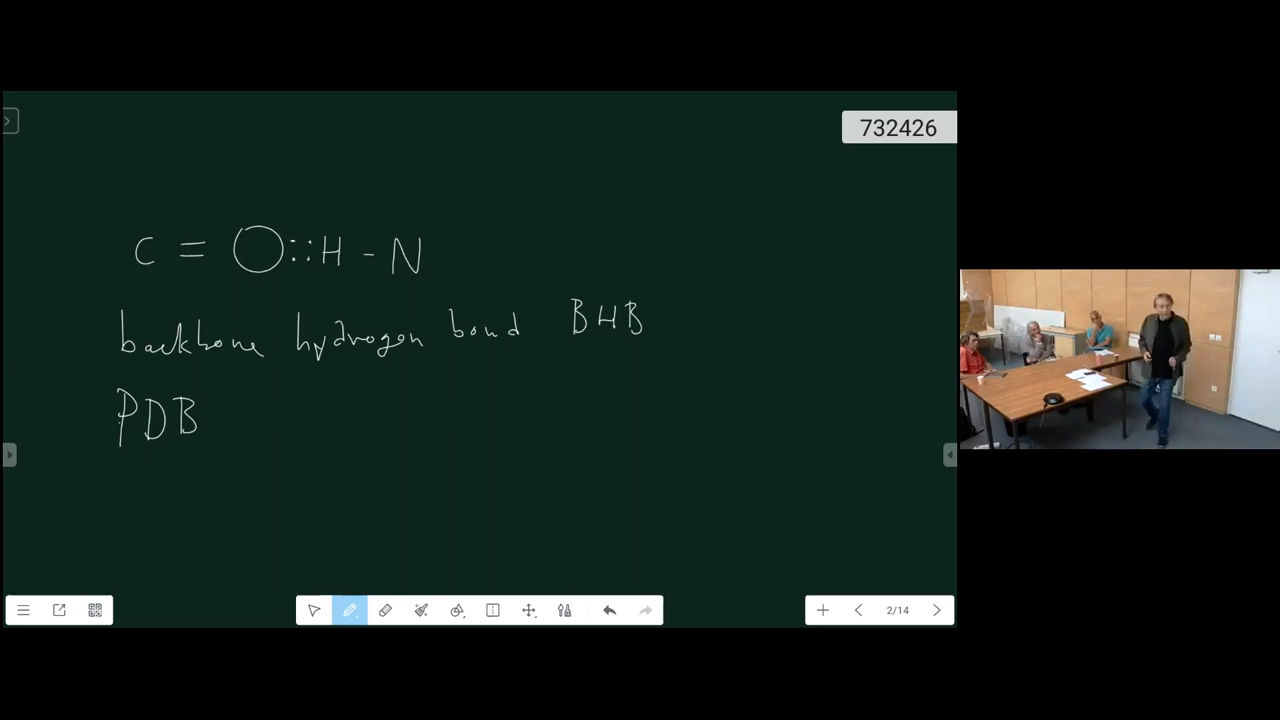 732426
C = O :: H - N
backbone hydrogen bond BHB
PDB
2/14